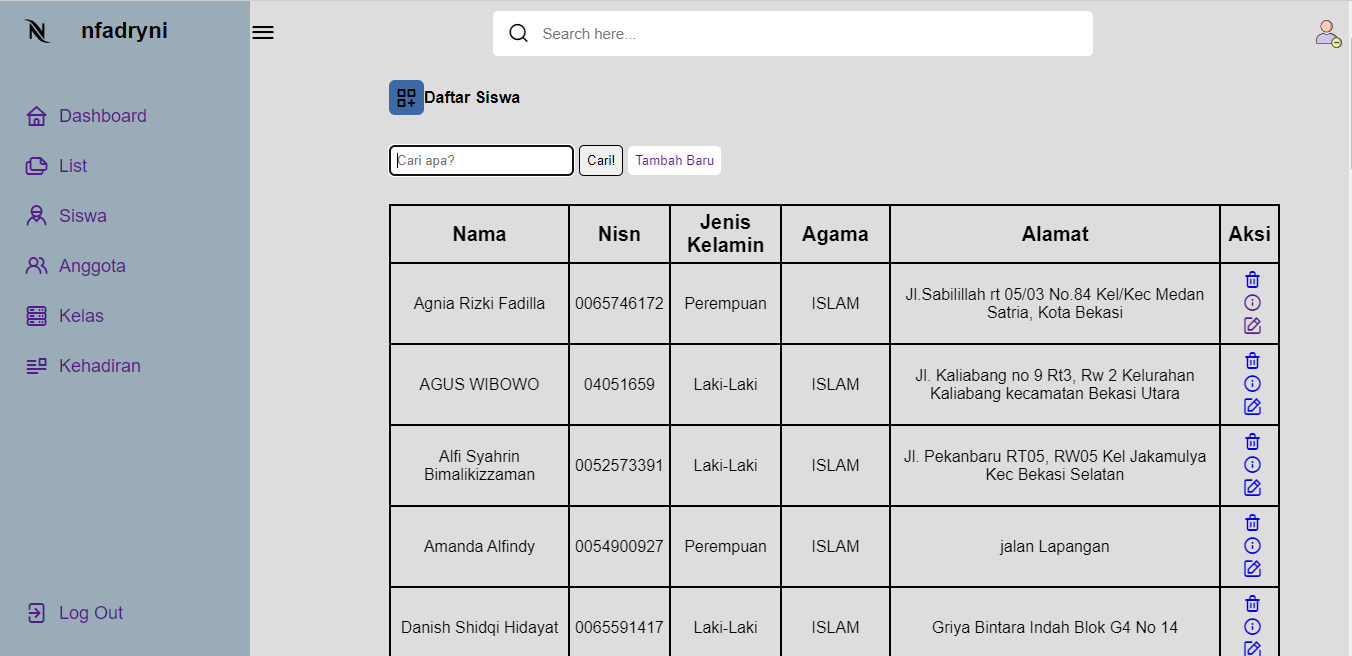 nfadryni
Search here...
Dashboard
List
Siswa
Anggota
Kelas
Kehadiran
Log Out
Daftar Siswa
Cari apa?
Cari!
Tambah Baru
Nama
Nisn
Jenis
Kelamin
Agama
Alamat
Aksi
Agnia Rizki Fadilla
0065746172
Perempuan
ISLAM
Jl.Sabilillah rt 05/03 No.84 Kel/Kec Medan
Satria, Kota Bekasi
AGUS WIBOWO
04051659
Laki-Laki
ISLAM
Jl. Kaliabang no 9 Rt3, Rw 2 Kelurahan
Kaliabang kecamatan Bekasi Utara
Alfi Syahrin
Bimalikizzaman
0052573391
Laki-Laki
ISLAM
Jl. Pekanbaru RT05, RW05 Kel Jakamulya
Kec Bekasi Selatan
Amanda Alfindy
0054900927
Perempuan
ISLAM
jalan Lapangan
Danish Shidqi Hidayat
0065591417
Laki-Laki
ISLAM
Griya Bintara Indah Blok G4 No 14